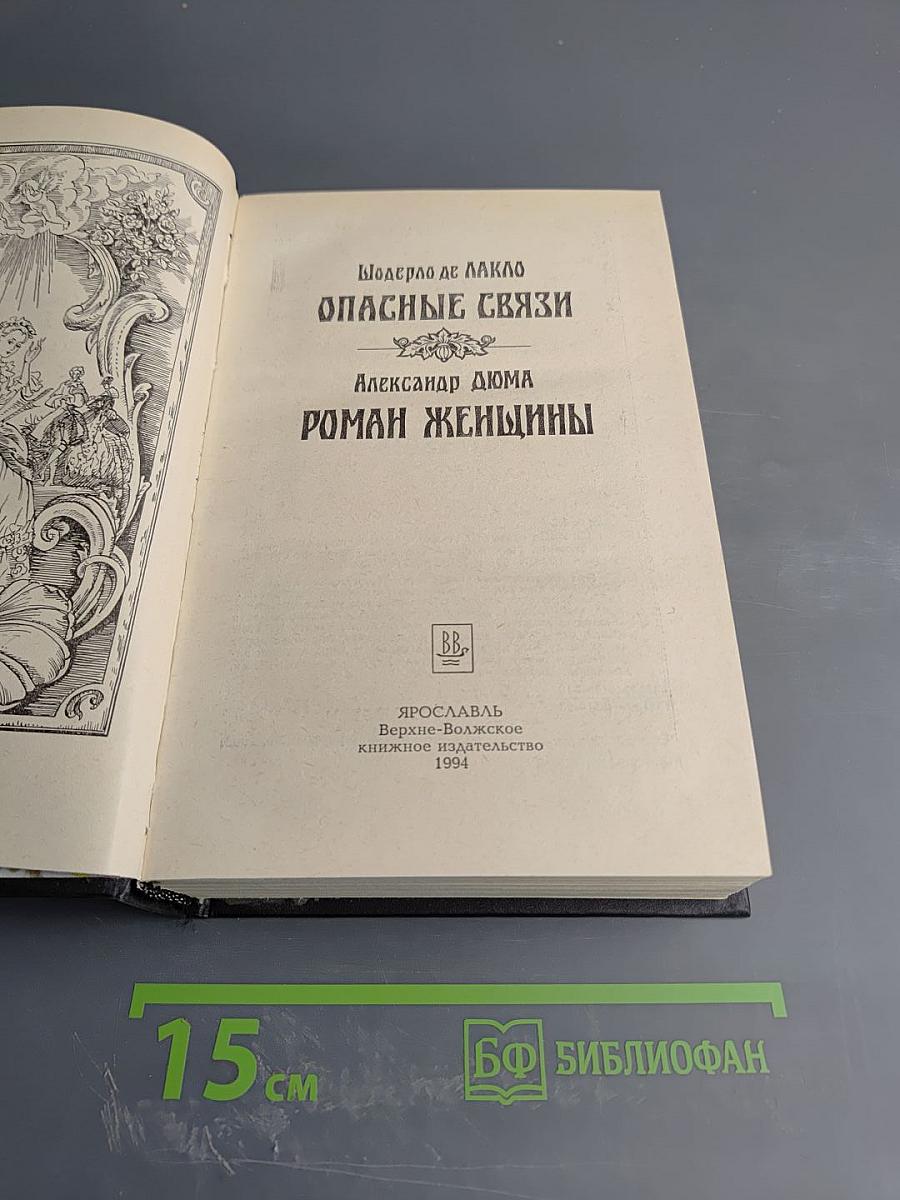 Шодерло де ЛАКЛО
ОПАСНЫЕ СВЯЗИ
Александр ДЮМА
РОМАН ЖЕНЩИНЫ
ВВ
ЯРОСЛАВЛЬ
Верхне-Волжское
книжное издательство
1994
15 см
БФ БИБЛИОФАН